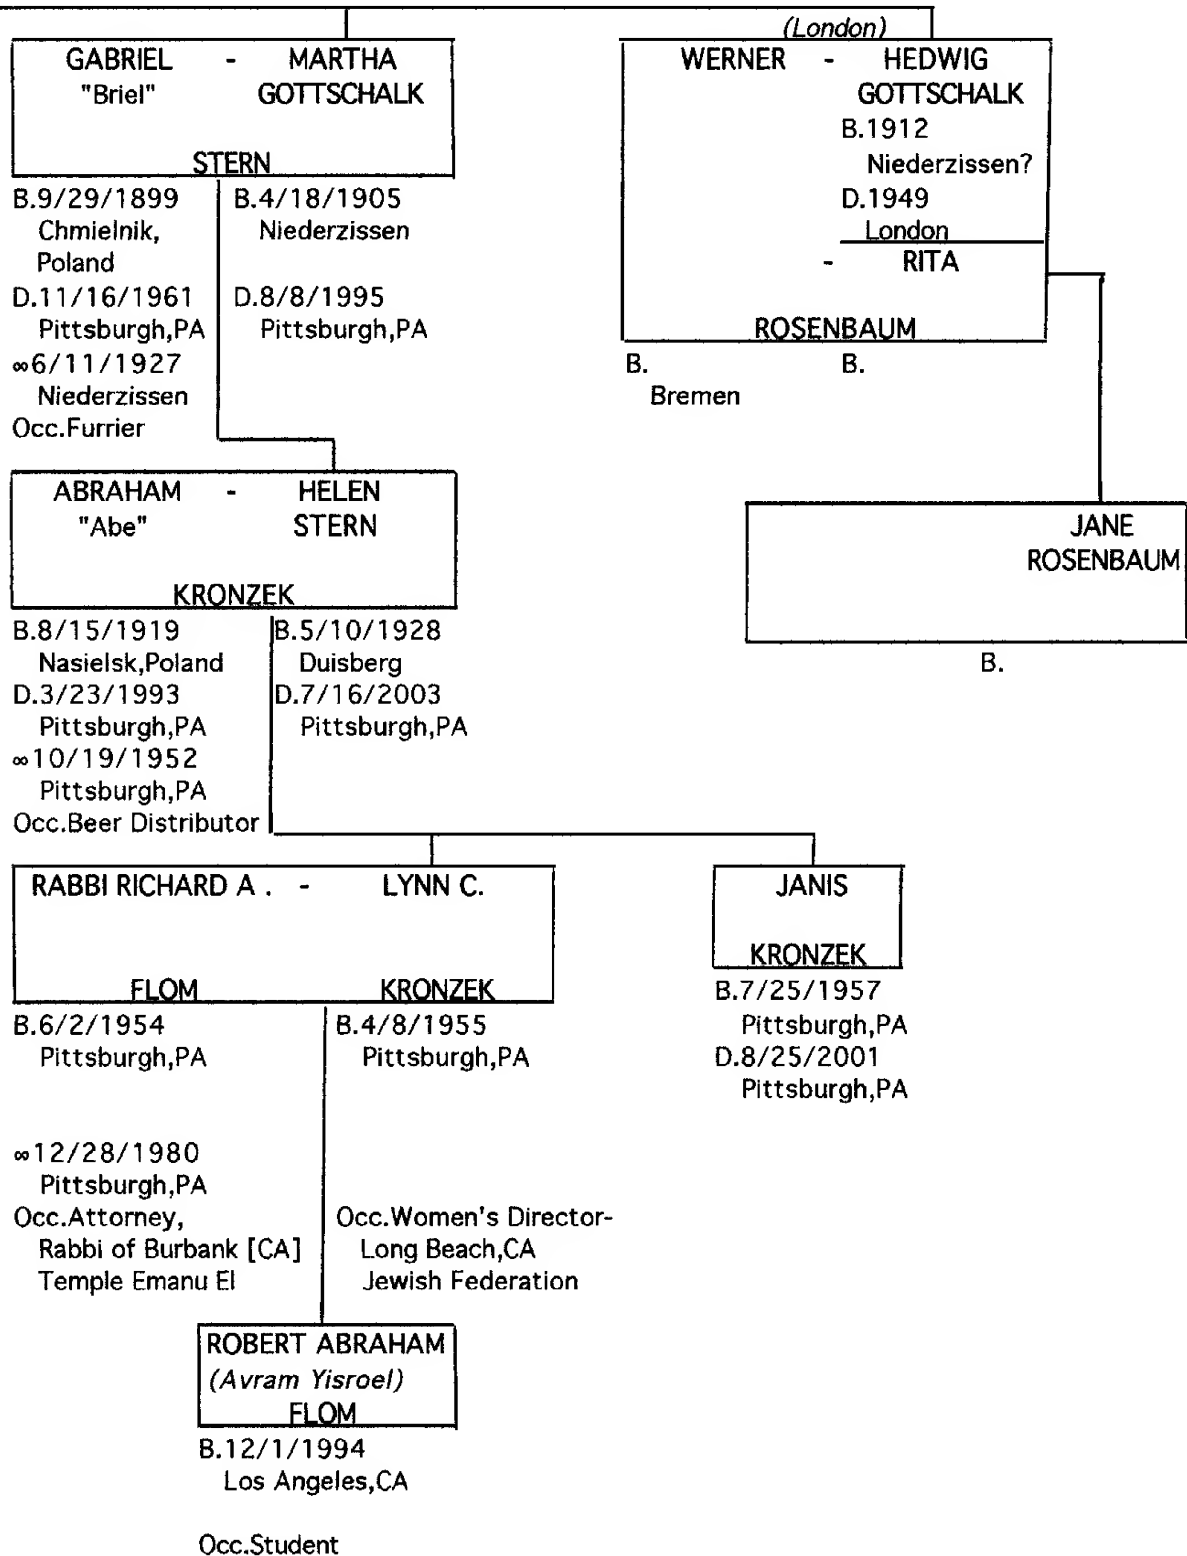 (London)
GABRIEL - MARTHA
"Briel" GOTTSCHALK
STERN
B.9/29/1899 B.4/18/1905
Chmielnik, Niederzissen
Poland
D.11/16/1961 D.8/8/1995
Pittsburgh,PA Pittsburgh,PA
∞6/11/1927
Niederzissen
Occ.Furrier
WERNER - HEDWIG
GOTTSCHALK
B.1912
Niederzissen?
D.1949
London
- RITA
ROSENBAUM
B. B.
Bremen
ABRAHAM - HELEN
"Abe" STERN
KRONZEK
B.8/15/1919 B.5/10/1928
Nasielsk,Poland Duisberg
D.3/23/1993 D.7/16/2003
Pittsburgh,PA Pittsburgh,PA
∞10/19/1952
Pittsburgh,PA
Occ.Beer Distributor
JANE
ROSENBAUM
B.
RABBI RICHARD A . - LYNN C.
FLOM KRONZEK
B.6/2/1954 B.4/8/1955
Pittsburgh,PA Pittsburgh,PA
∞12/28/1980
Pittsburgh,PA
Occ.Attorney, Occ.Women's Director-
Rabbi of Burbank [CA] Long Beach,CA
Temple Emanu El Jewish Federation
JANIS
KRONZEK
B.7/25/1957
Pittsburgh,PA
D.8/25/2001
Pittsburgh,PA
ROBERT ABRAHAM
(Avram Yisroel)
FLOM
B.12/1/1994
Los Angeles,CA
Occ.Student